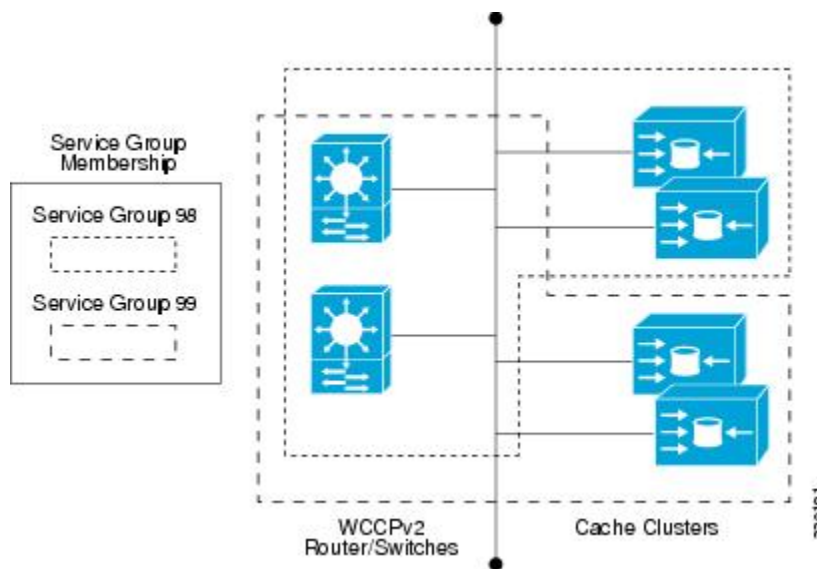 Service Group
Membership
Service Group 98
Service Group 99
WCCPv2
Router/Switches
Cache Clusters